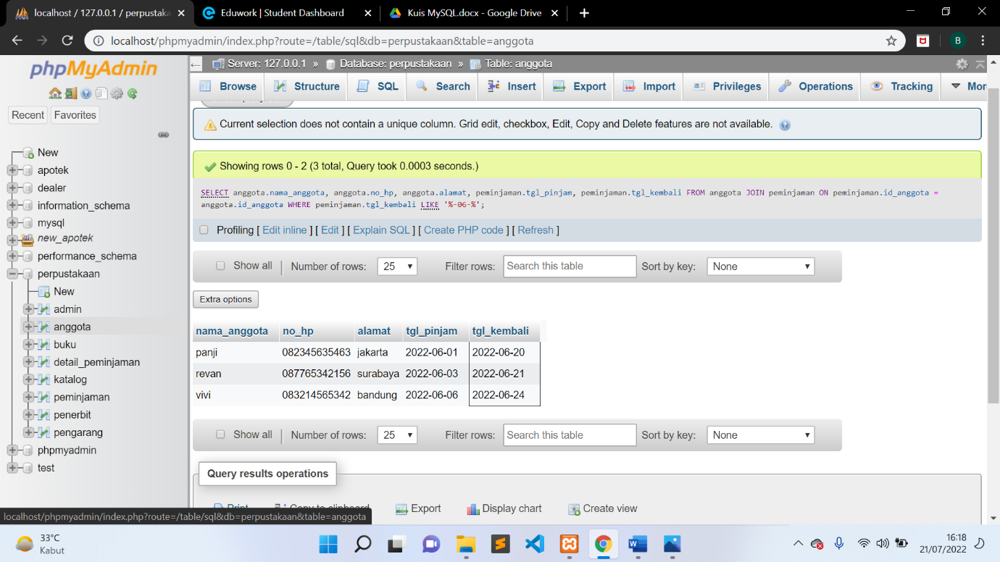 localhost / 127.0.0.1 / perpustaka
Eduwork | Student Dashboard
Kuis MySQL.docx - Google Drive
localhost/phpmyadmin/index.php?route=/table/sql&db=perpustakaan&table=anggota
B
phpMyAdmin
Recent
Favorites
New
apotek
dealer
information_schema
mysql
new_apotek
performance_schema
perpustakaan
New
admin
anggota
buku
detail_peminjaman
katalog
peminjaman
penerbit
pengarang
phpmyadmin
test
Server: 127.0.0.1 » Database: perpustakaan » Table: anggota
Browse Structure SQL Search Insert Export Import Privileges Operations Tracking Mor
Current selection does not contain a unique column. Grid edit, checkbox, Edit, Copy and Delete features are not available.
Showing rows 0 - 2 (3 total, Query took 0.0003 seconds.)
SELECT anggota.nama_anggota, anggota.no_hp, anggota.alamat, peminjaman.tgl_pinjam, peminjaman.tgl_kembali FROM anggota JOIN peminjaman ON peminjaman.id_anggota =
anggota.id_anggota WHERE peminjaman.tgl_kembali LIKE '%-06-%';
Profiling [ Edit inline ] [ Edit ] [ Explain SQL ] [ Create PHP code ] [ Refresh ]
Show all Number of rows: 25 Filter rows: Search this table Sort by key: None
Extra options
nama_anggota no_hp alamat tgl_pinjam tgl_kembali
panji 082345635463 jakarta 2022-06-01 2022-06-20
revan 087765342156 surabaya 2022-06-03 2022-06-21
vivi 083214565342 bandung 2022-06-06 2022-06-24
Show all Number of rows: 25 Filter rows: Search this table Sort by key: None
Query results operations
Print Copy to clipboard Export Display chart Create view
localhost/phpmyadmin/index.php?route=/table/sql&db=perpustakaan&table=anggota
33°C
Kabut
16:18
21/07/2022